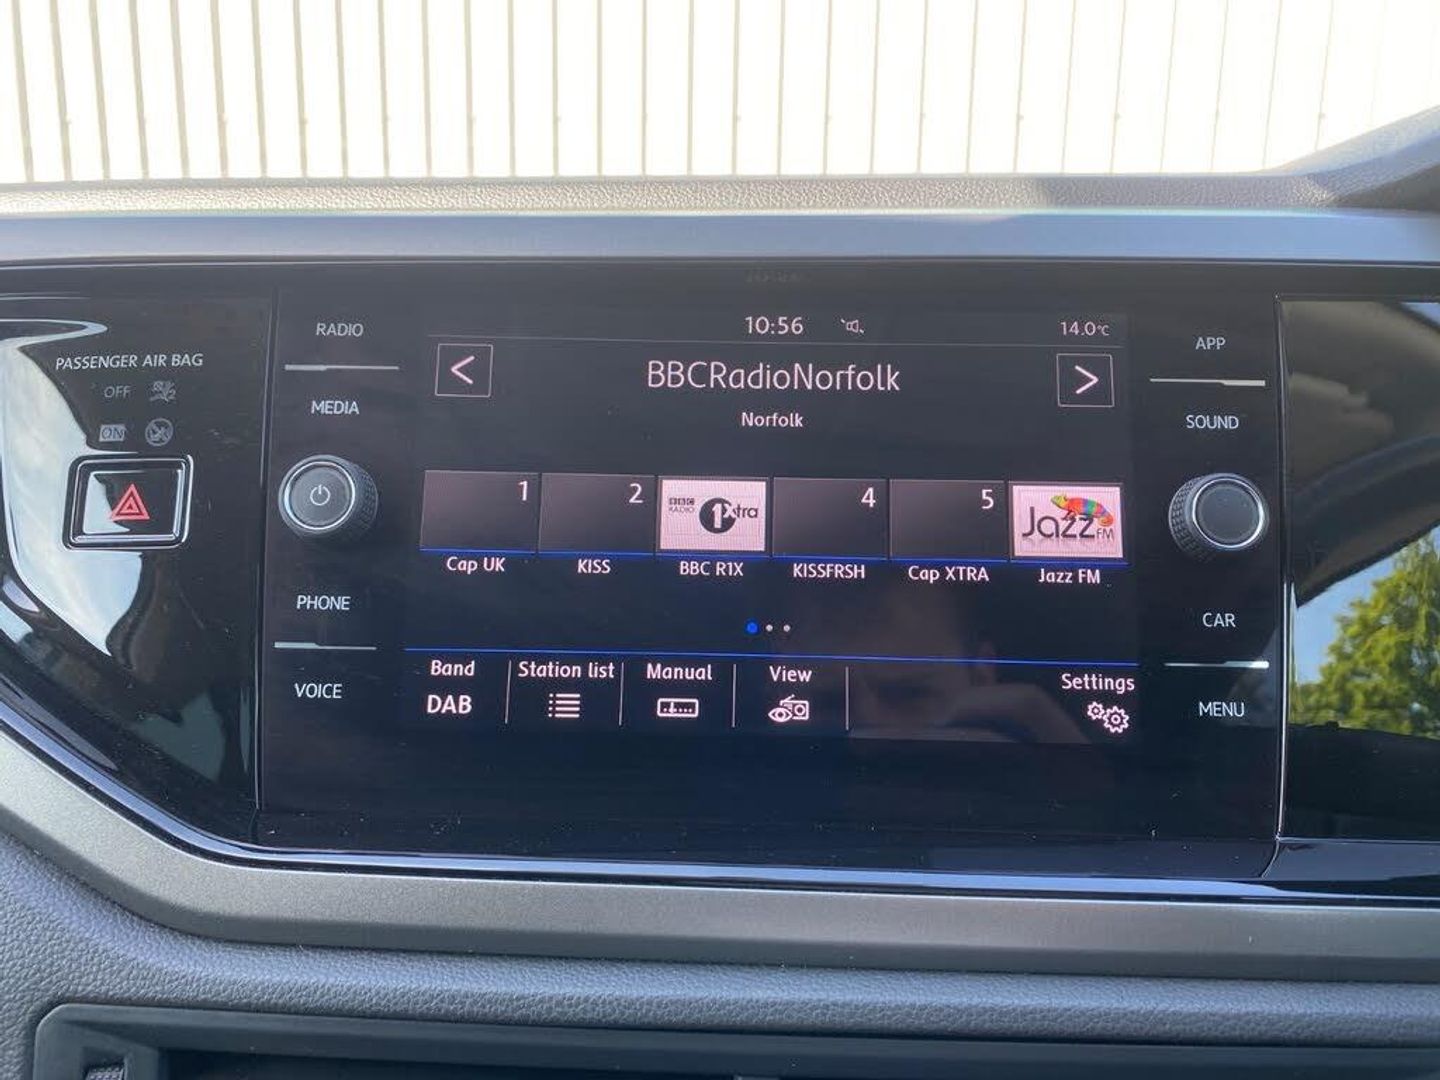 10:56
14.0°C
RADIO
APP
PASSENGER AIR BAG
OFF
ON
<
BBCRadioNorfolk
>
Norfolk
MEDIA
SOUND
1
2
BBC RADIO 1Xtra
4
5
Jazz FM
Cap UK
KISS
BBC R1X
KISSFRSH
Cap XTRA
Jazz FM
PHONE
CAR
Band
Station list
Manual
View
Settings
DAB
VOICE
MENU